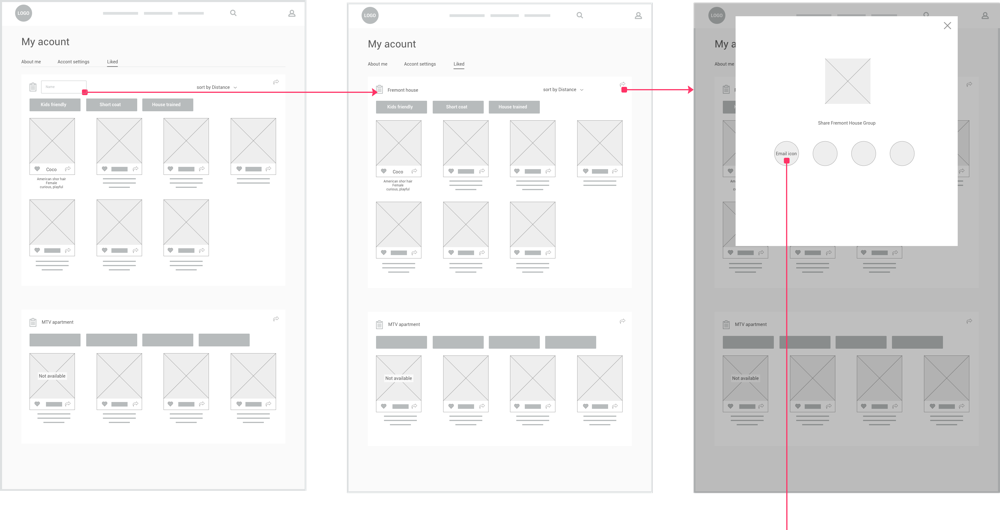 LOGO
My acount
About me Accont settings Liked
Name
sort by Distance
Kids friendly Short coat House trained
Coco
American shor hair
Female
curious, playful
MTV apartment
Not available
LOGO
My acount
About me Accont settings Liked
Fremont house sort by Distance
Kids friendly Short coat House trained
Coco
American shor hair
Female
curious, playful
MTV apartment
Not available
LOGO
My a
About me
Share Fremont House Group
Email icon
MTV apartment
Not available